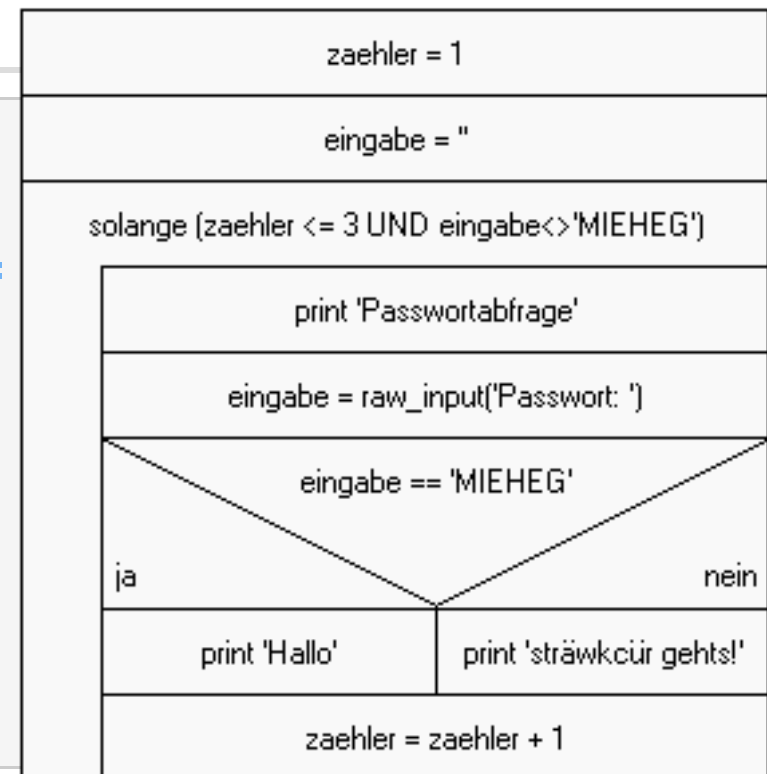 zaehler = 1
eingabe = ''
solange (zaehler <= 3 UND eingabe<>'MIEHEG')
print 'Passwortabfrage'
eingabe = raw_input('Passwort: ')
eingabe == 'MIEHEG'
ja
nein
print 'Hallo'
print 'sträwkcür gehts!'
zaehler = zaehler + 1